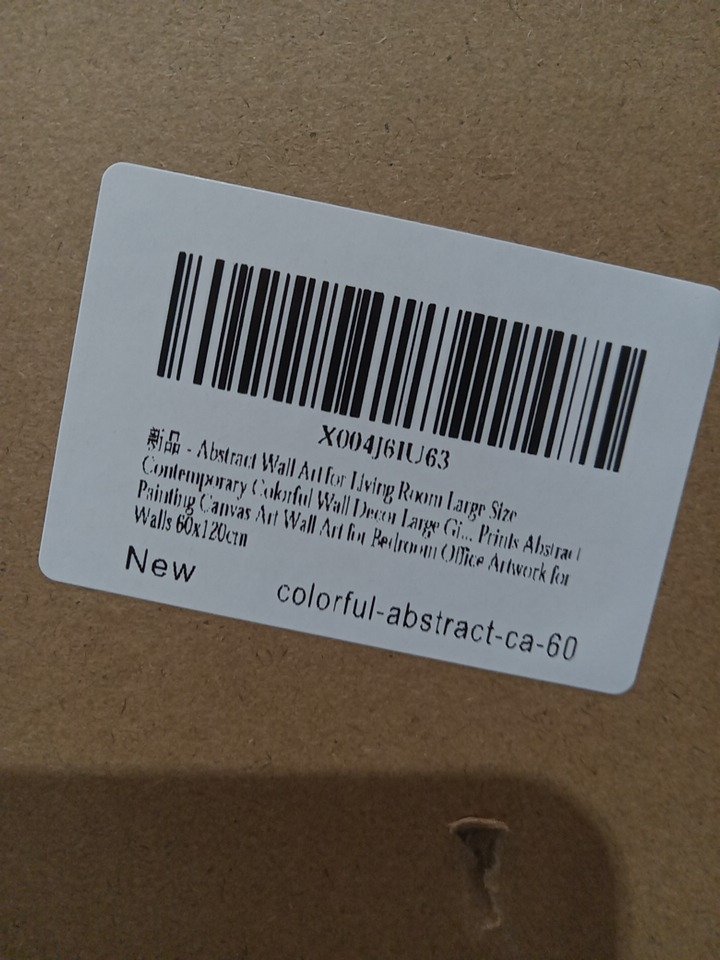 X004J6IU63
新品 - Abstract Wall Art for Living Room Large Size
Contemporary Colorful Wall Decor Large Gi... Prints Abstract
Painting Canvas Art Wall Art for Bedroom Office Artwork for
Walls 60x120cm
New
colorful-abstract-ca-60